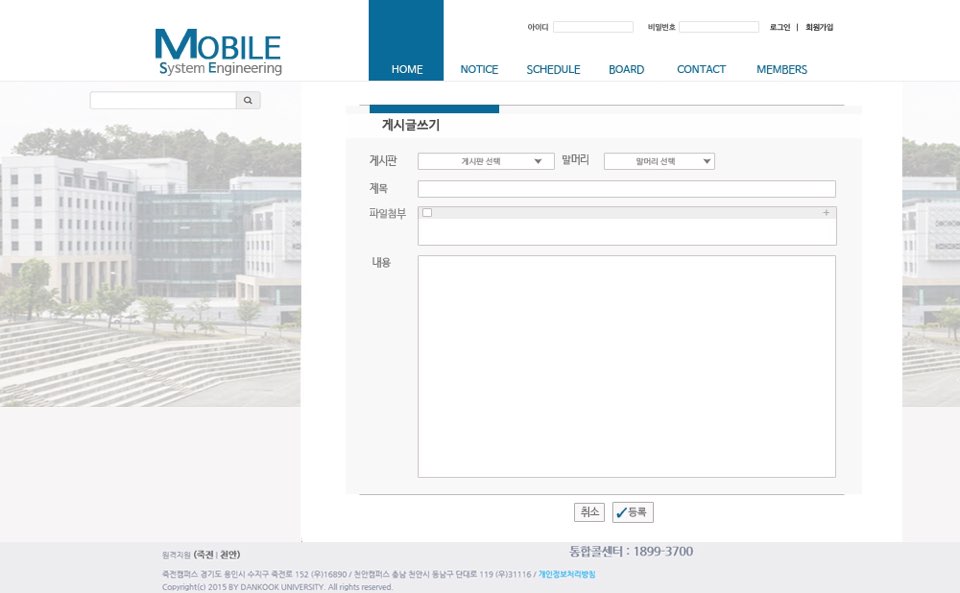 아이디 비밀번호 로그인 | 회원가입
MOBILE
System Engineering
HOME NOTICE SCHEDULE BOARD CONTACT MEMBERS
게시글쓰기
게시판 게시판 선택 말머리 말머리 선택
제목
파일첨부 +
내용
취소 등록
원격지원 (죽전 | 천안) 통합콜센터 : 1899-3700
죽전캠퍼스 경기도 용인시 수지구 죽전로 152 (우)16890 / 천안캠퍼스 충남 천안시 동남구 단대로 119 (우)31116 / 개인정보처리방침
Copyright(c) 2015 BY DANKOOK UNIVERSITY. All rights reserved.